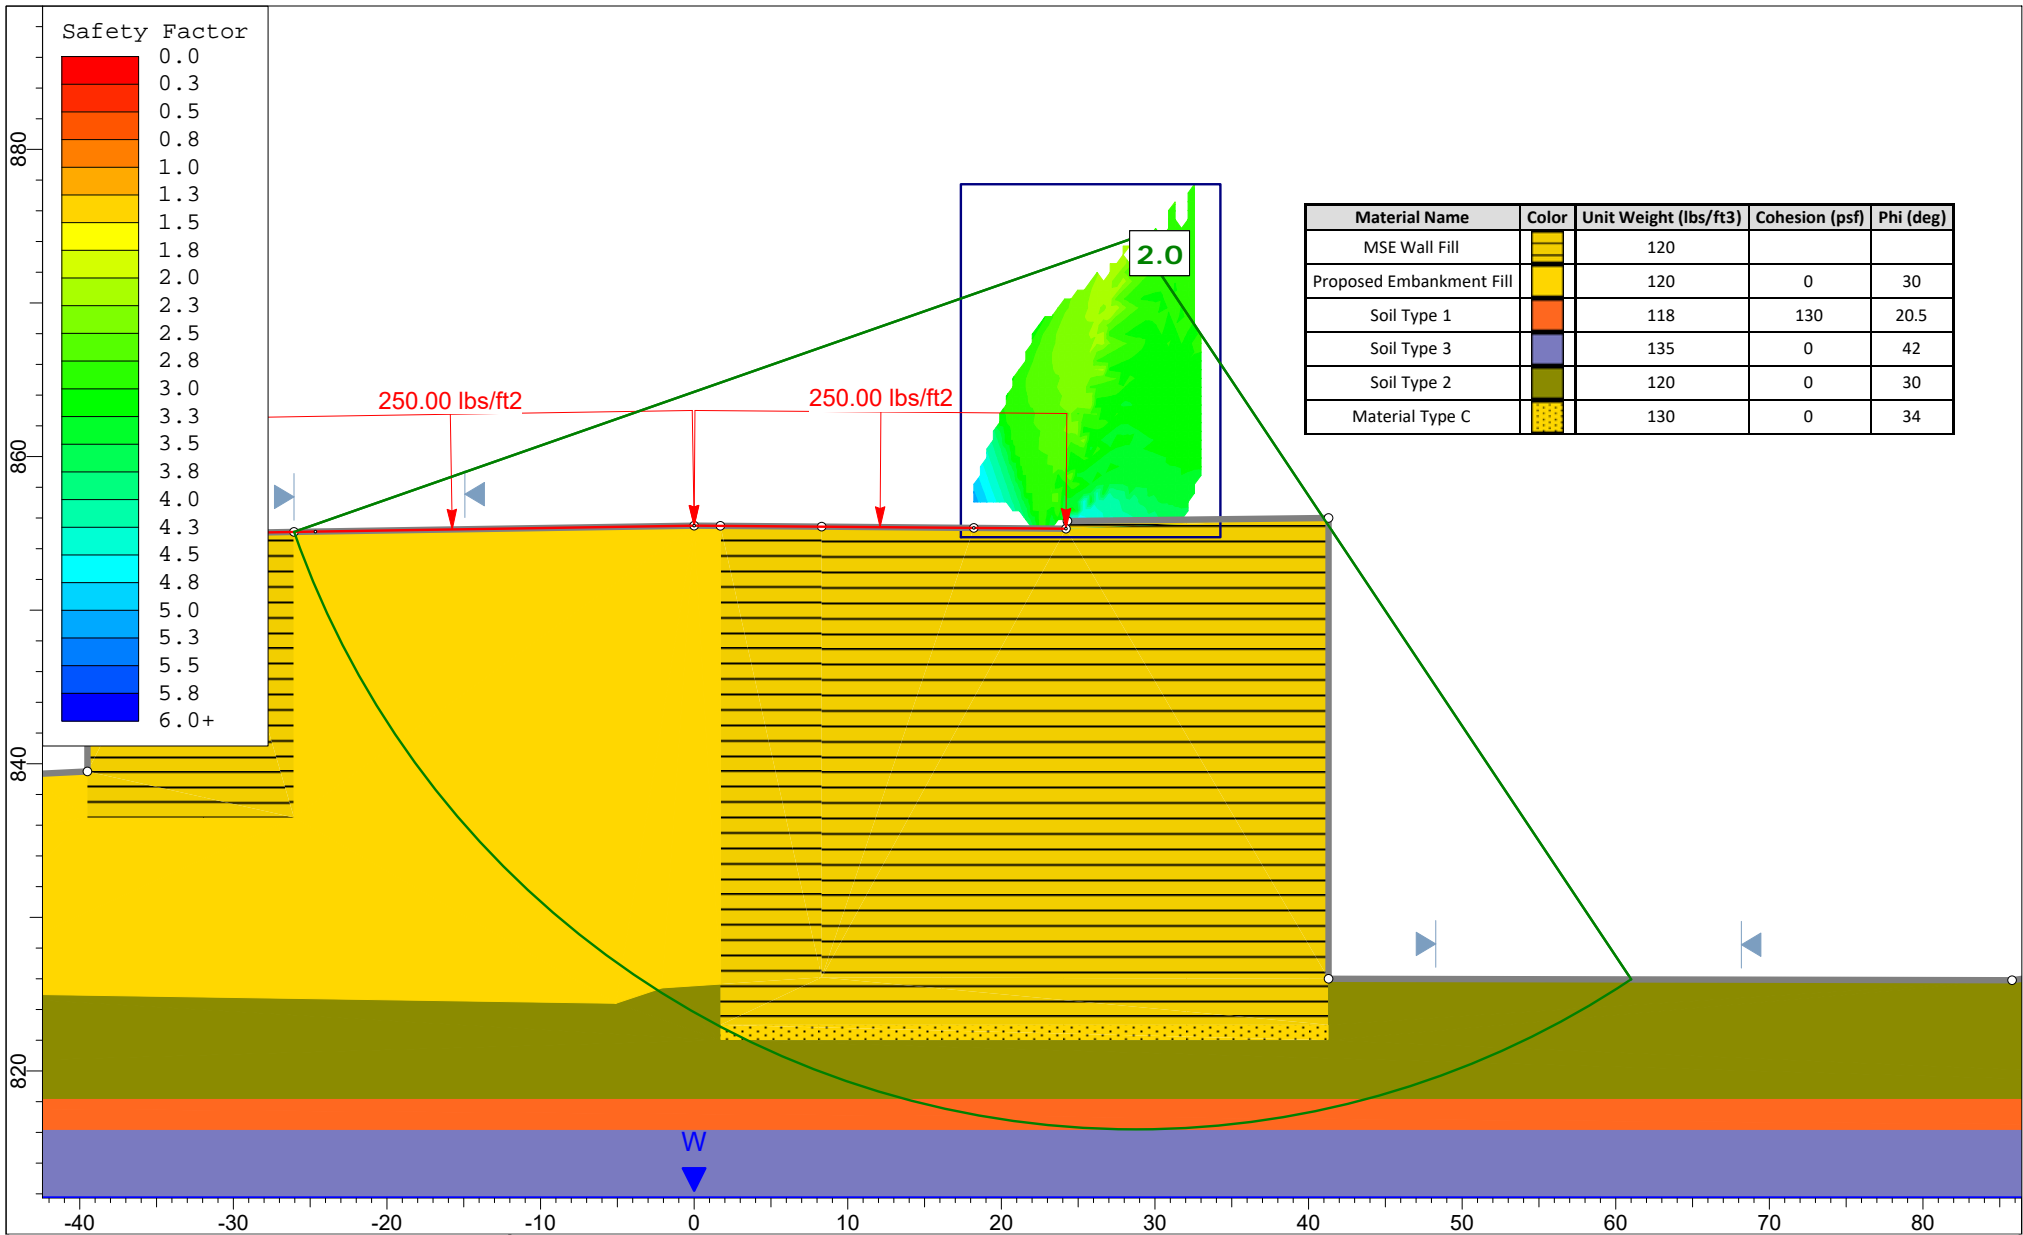 Safety Factor
0.0
0.3
0.5
0.8
1.0
1.3
1.5
1.8
2.0
2.3
2.5
2.8
3.0
3.3
3.5
3.8
4.0
4.3
4.5
4.8
5.0
5.3
5.5
5.8
6.0+
880
860
840
820
250.00 lbs/ft2
250.00 lbs/ft2
2.0
Material Name Color Unit Weight (lbs/ft3) Cohesion (psf) Phi (deg)
MSE Wall Fill 120
Proposed Embankment Fill 120 0 30
Soil Type 1 118 130 20.5
Soil Type 3 135 0 42
Soil Type 2 120 0 30
Material Type C 130 0 34
W
-40 -30 -20 -10 0 10 20 30 40 50 60 70 80